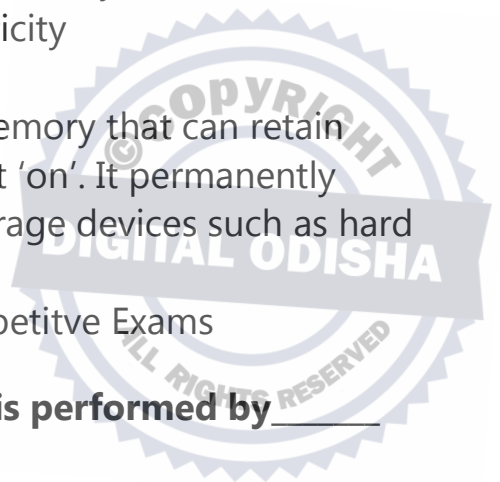 icity
emory that can retain
t 'on'. It permanently
rage devices such as hard
petitve Exams
is performed by______
© COPYRIGHT
DIGITAL ODISHA
ALL RIGHTS RESERVED